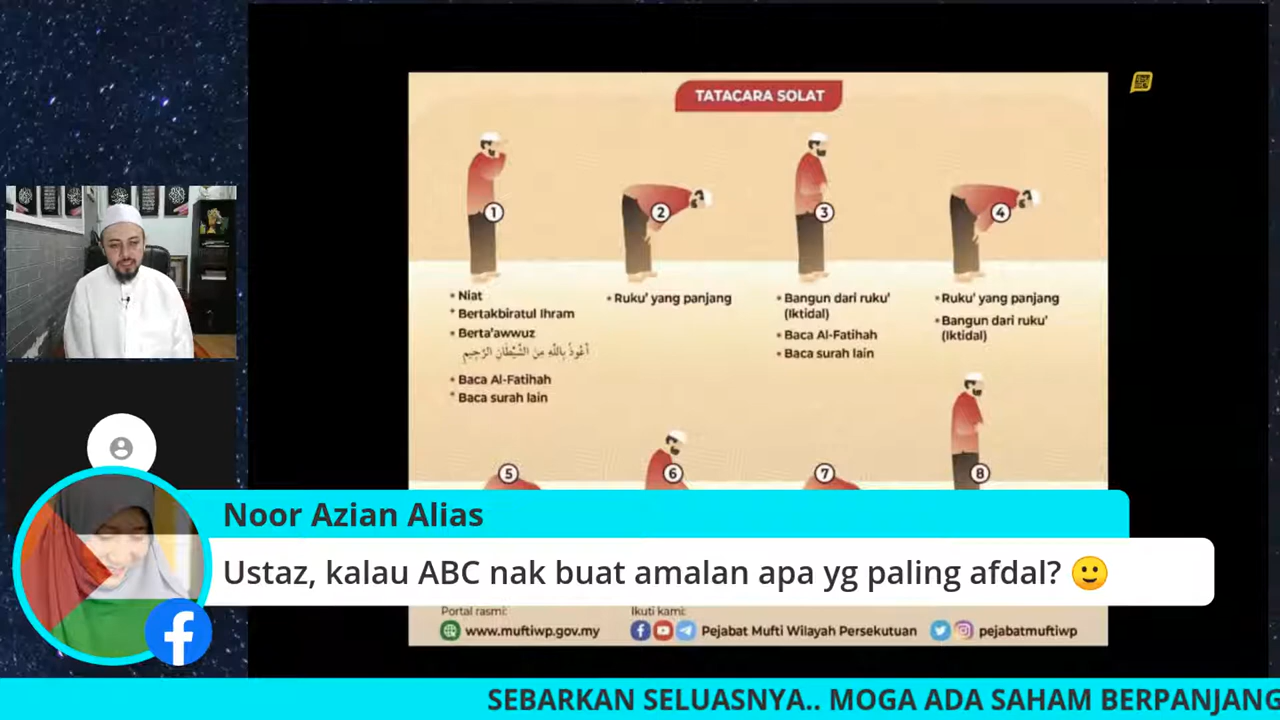 TATACARA SOLAT
1
2
3
4
• Niat
• Bertakbiratul Ihram
• Berta'awwuz
أَعُوذُ بِاللَّهِ مِنَ الشَّيْطَانِ الرَّجِيمِ
• Baca Al-Fatihah
• Baca surah lain
• Ruku' yang panjang
• Bangun dari ruku'
(Iktidal)
• Baca Al-Fatihah
• Baca surah lain
• Ruku' yang panjang
• Bangun dari ruku'
(Iktidal)
5
6
7
8
Noor Azian Alias
Ustaz, kalau ABC nak buat amalan apa yg paling afdal? 🙂
Portal rasmi:
www.muftiwp.gov.my
Ikuti kami:
Pejabat Mufti Wilayah Persekutuan
pejabatmuftiwp
SEBARKAN SELUASNYA.. MOGA ADA SAHAM BERPANJANG